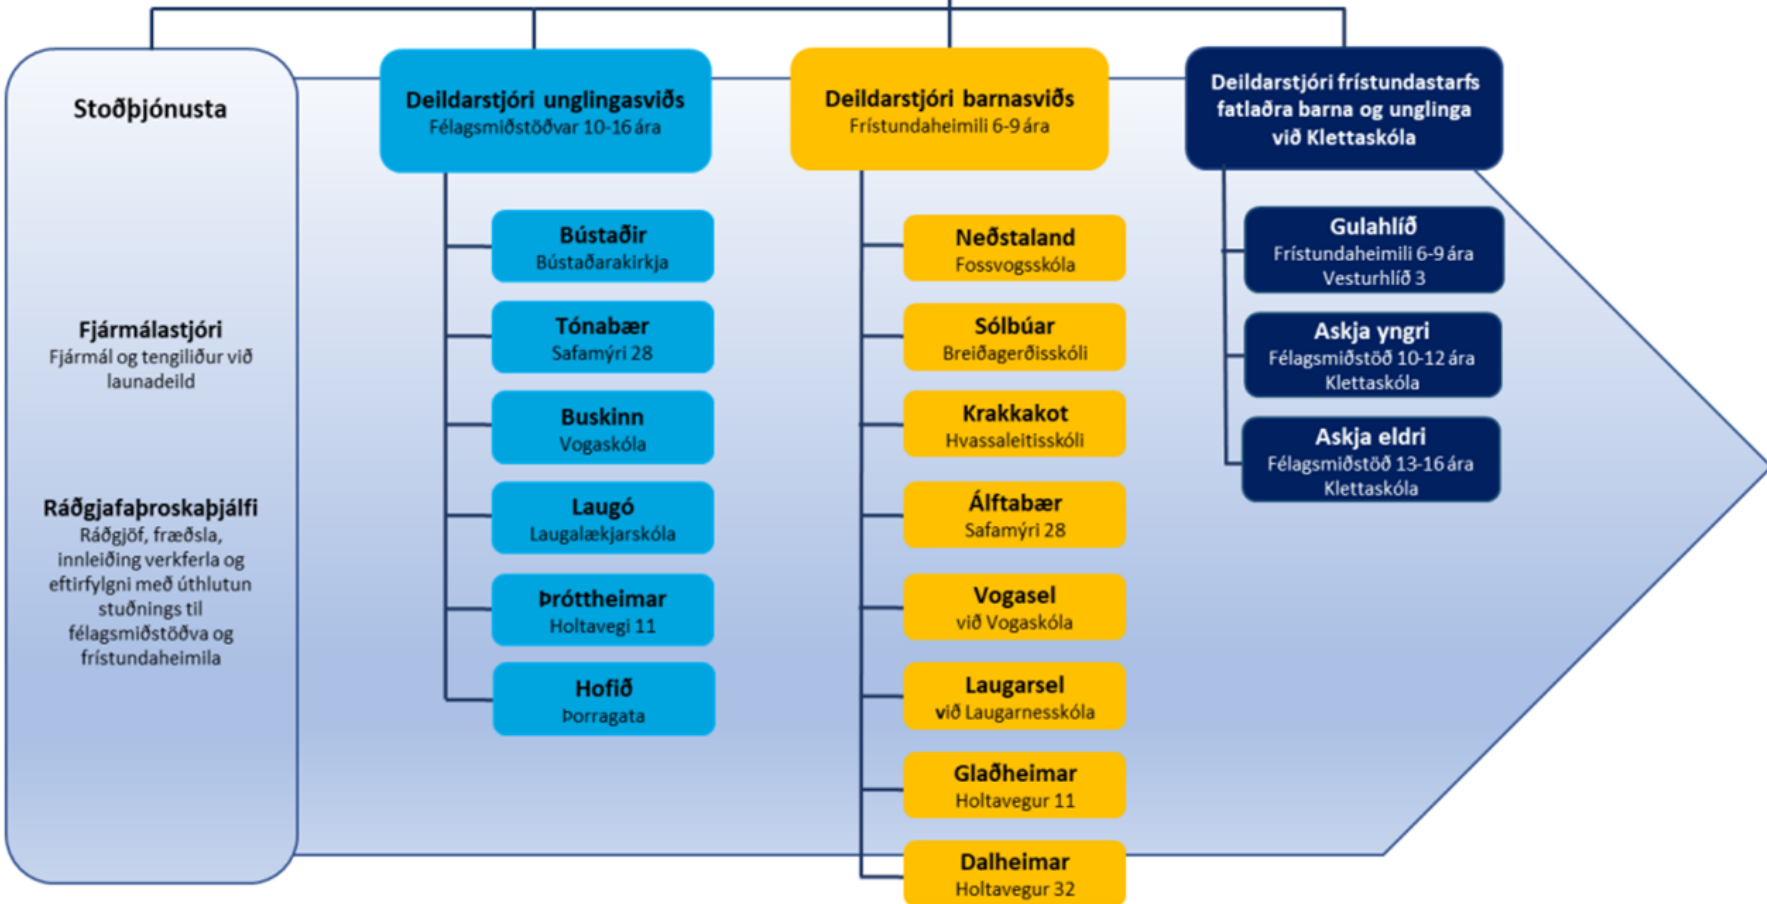 Stoðþjónusta
Fjármálastjóri
Fjármál og tengiliður við
launadeild
Ráðgjafaþroskaþjálfi
Ráðgjöf, fræðsla,
innleiðing verkferla og
eftirfylgni með úthlutun
stuðnings til
félagsmiðstöðva og
frístundaheimila
Deildarstjóri unglingasviðs
Félagsmiðstöðvar 10-16 ára
Bústaðir
Bústaðarakirkja
Tónabær
Safamýri 28
Buskinn
Vogaskóla
Laugó
Laugalækjarskóla
Þróttheimar
Holtavegi 11
Hofið
Þorragata
Deildarstjóri barnasviðs
Frístundaheimili 6-9 ára
Neðstaland
Fossvogsskóla
Sólbúar
Breiðagerðisskóli
Krakkakot
Hvassaleitisskóli
Álftabær
Safamýri 28
Vogasel
við Vogaskóla
Laugarsel
við Laugarnesskóla
Glaðheimar
Holtavegur 11
Dalheimar
Holtavegur 32
Deildarstjóri frístundastarfs
fatlaðra barna og unglinga
við Klettaskóla
Gulahlíð
Frístundaheimili 6-9 ára
Vesturhlíð 3
Askja yngri
Félagsmiðstöð 10-12 ára
Klettaskóla
Askja eldri
Félagsmiðstöð 13-16 ára
Klettaskóla